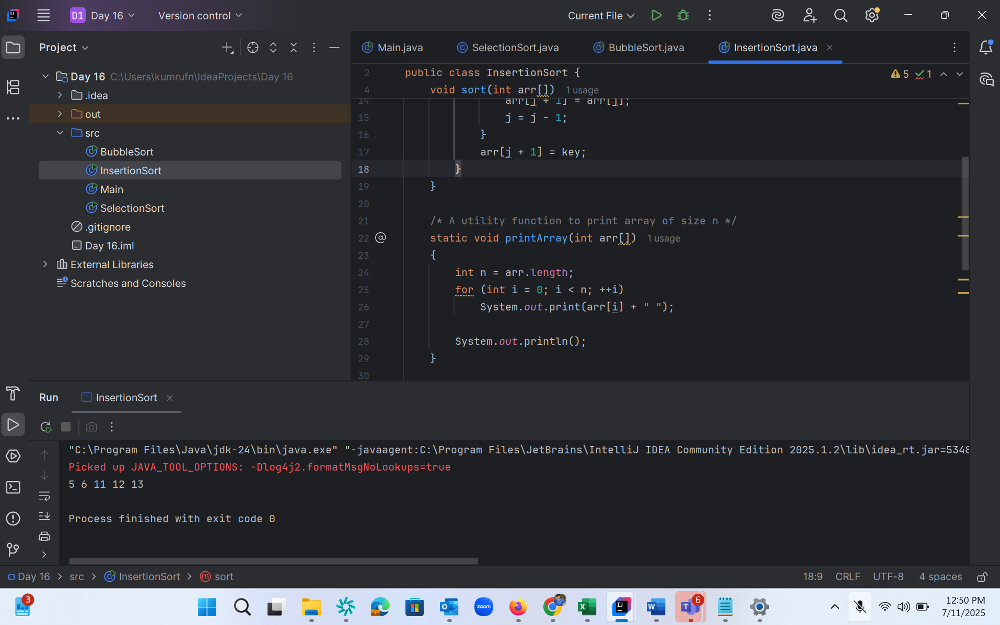 D1 Day 16 Version control Current File
Project
Main.java SelectionSort.java BubbleSort.java InsertionSort.java
Day 16 C:\Users\kumrufn\IdeaProjects\Day 16
.idea
out
src
BubbleSort
InsertionSort
Main
SelectionSort
.gitignore
Day 16.iml
External Libraries
Scratches and Consoles
5 1
2 public class InsertionSort {
4 void sort(int arr[]) 1 usage
14 arr[j + 1] = arr[j];
15 j = j - 1;
16 }
17 arr[j + 1] = key;
18 }
19 }
20
21 /* A utility function to print array of size n */
22 @ static void printArray(int arr[]) 1 usage
23 {
24 int n = arr.length;
25 for (int i = 0; i < n; ++i)
26 System.out.print(arr[i] + " ");
27
28 System.out.println();
29 }
30
Run InsertionSort
"C:\Program Files\Java\jdk-24\bin\java.exe" "-javaagent:C:\Program Files\JetBrains\IntelliJ IDEA Community Edition 2025.1.2\lib\idea_rt.jar=5348
Picked up JAVA_TOOL_OPTIONS: -Dlog4j2.formatMsgNoLookups=true
5 6 11 12 13
Process finished with exit code 0
Day 16 > src > InsertionSort > m sort 18:9 CRLF UTF-8 4 spaces
3 zoom 6 12:50 PM
7/11/2025